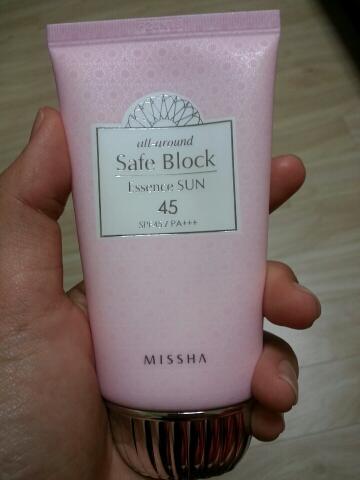 all-around
Safe Block
Essence SUN
45
SPF45 / PA+++
MISSHA